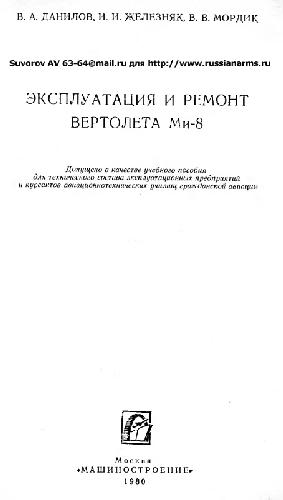 В. А. ДАНИЛОВ, И. И. ЖЕЛЕЗНЯК, В. В. МОРДИК
Suvorov AV 63-64@mail.ru для http://www.russianarms.ru
ЭКСПЛУАТАЦИЯ И РЕМОНТ
ВЕРТОЛЕТА Ми-8
Допущено в качестве учебного пособия
для технического состава эксплуатационных предприятий
и курсантов авиационнотехнических училищ гражданской авиации
Москва
«МАШИНОСТРОЕНИЕ»
1980